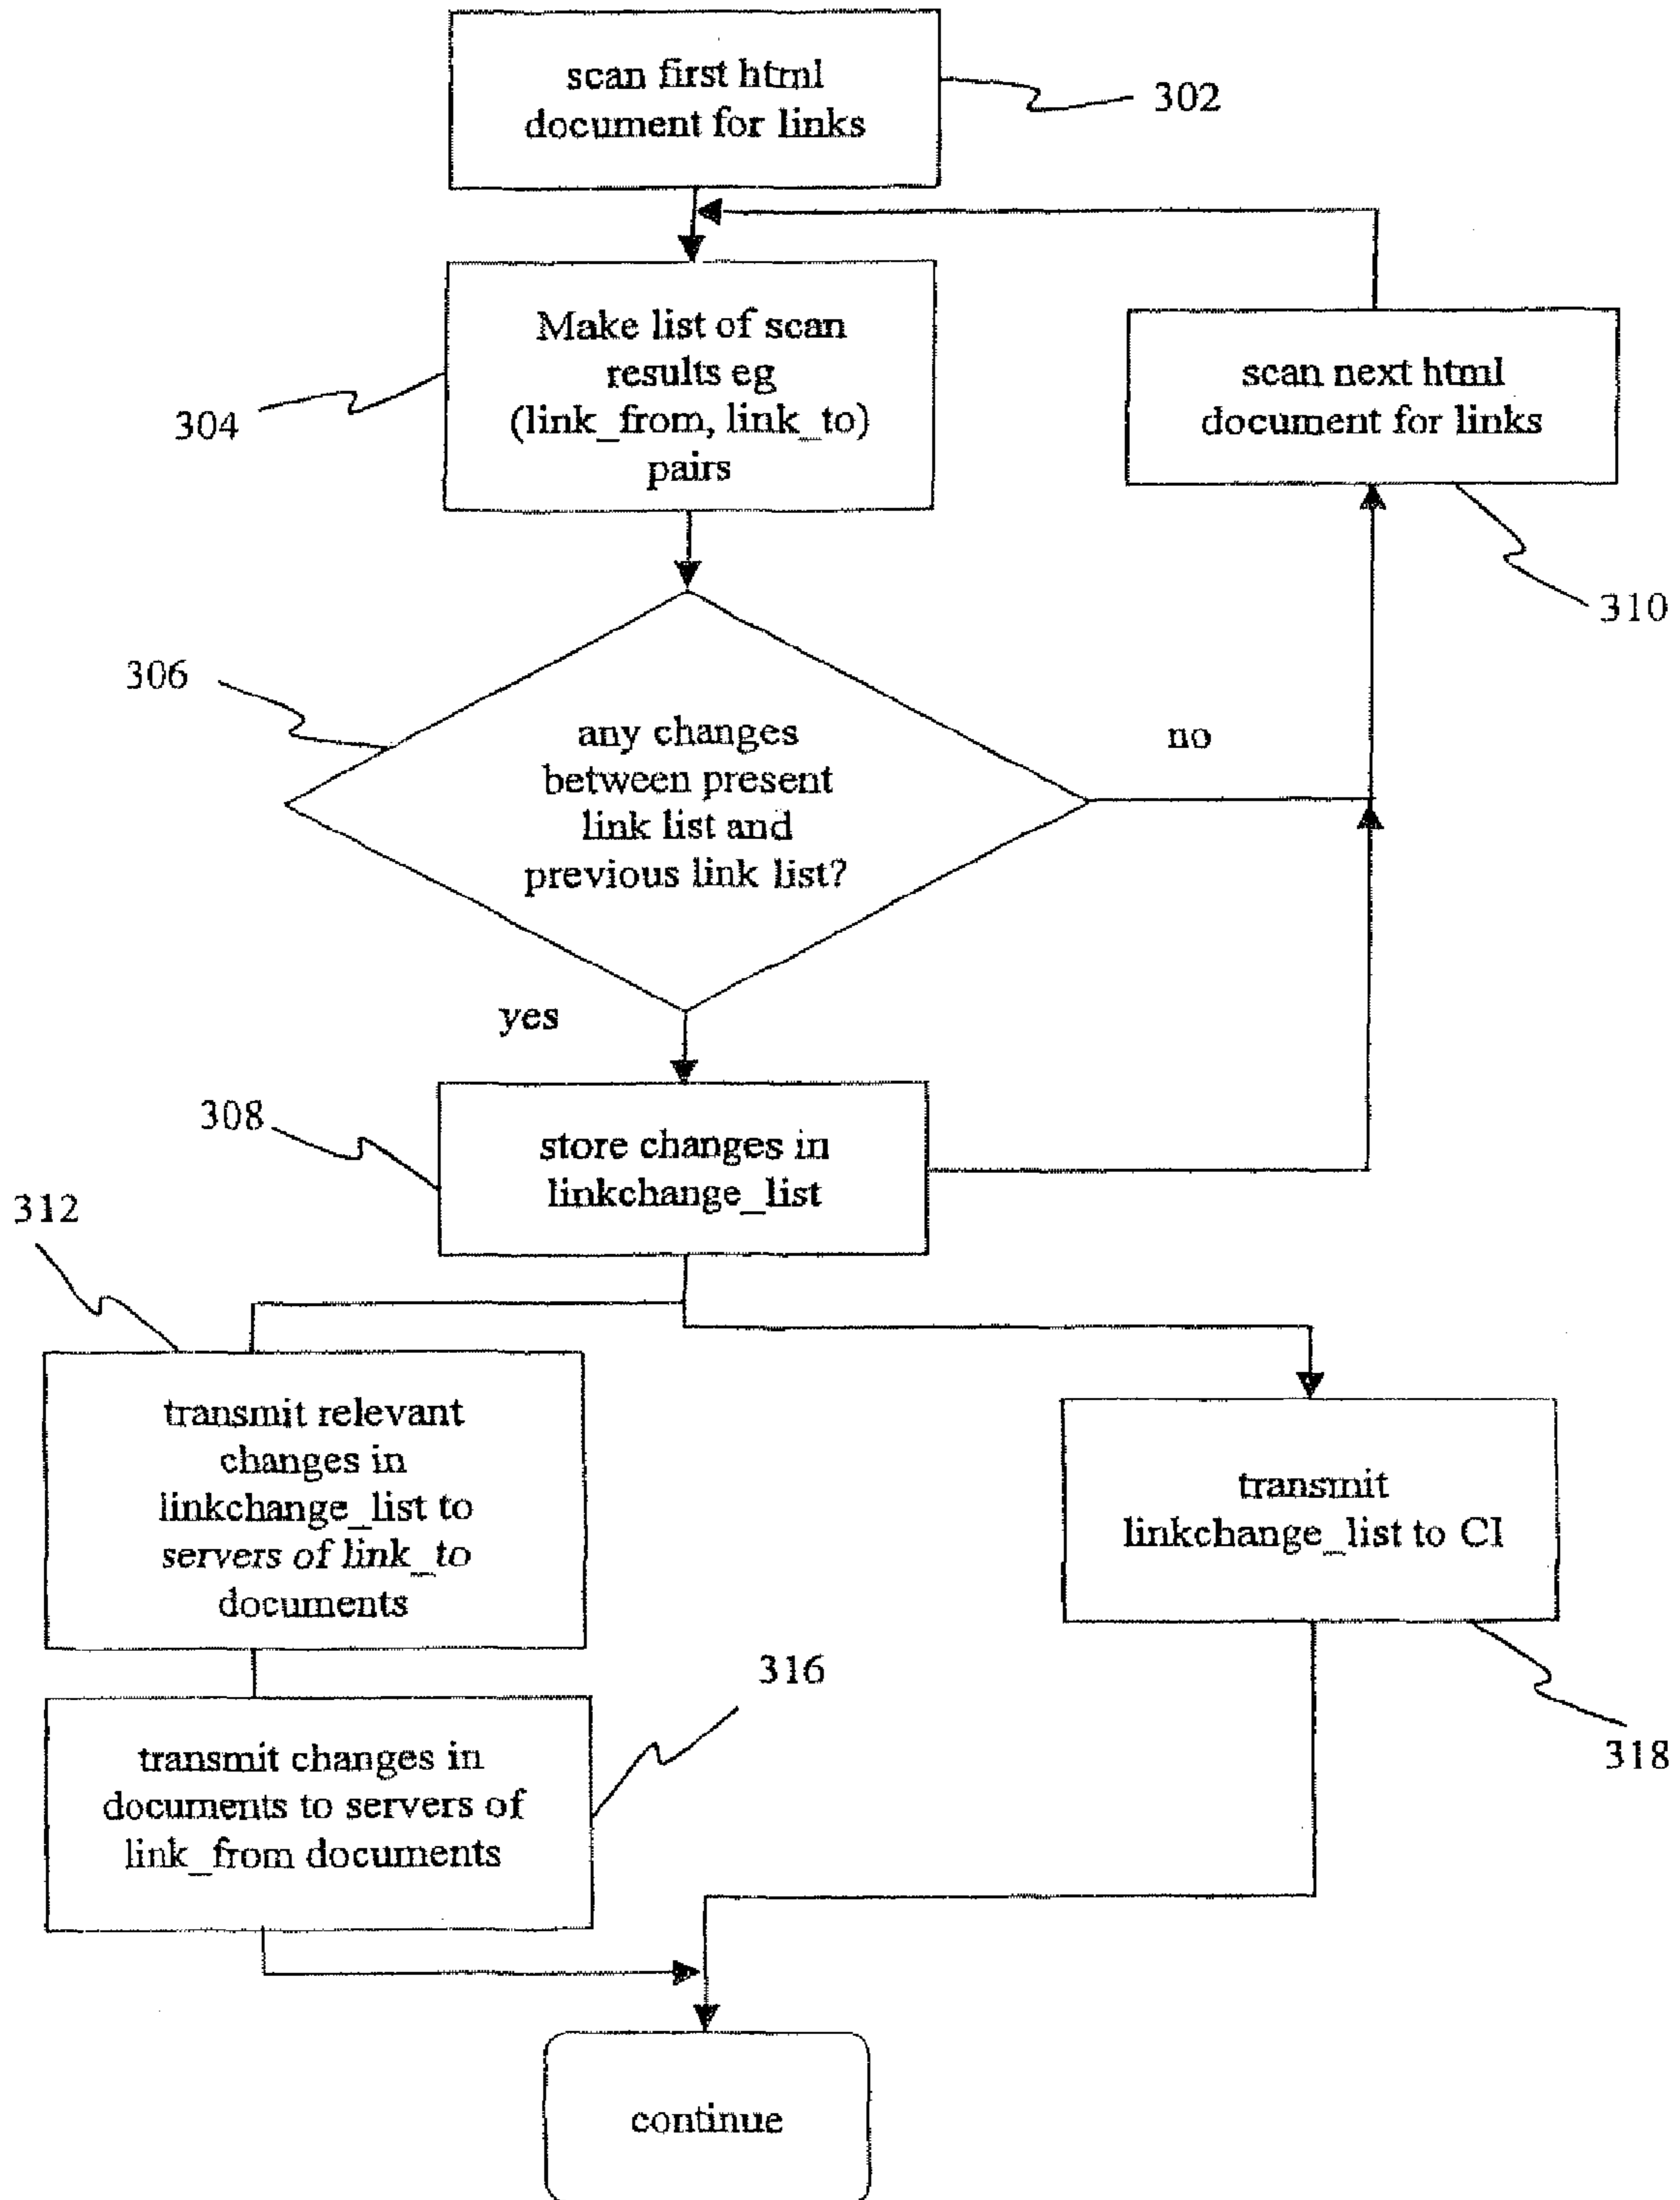 scan first html
document for links
302
Make list of scan
results eg
(link_from, link_to)
pairs
304
scan next html
document for links
310
306
any changes
between present
link list and
previous link list?
no
yes
308
store changes in
linkchange_list
312
transmit relevant
changes in
linkchange_list to
servers of link_to
documents
transmit
linkchange_list to CI
318
316
transmit changes in
documents to servers of
link_from documents
continue